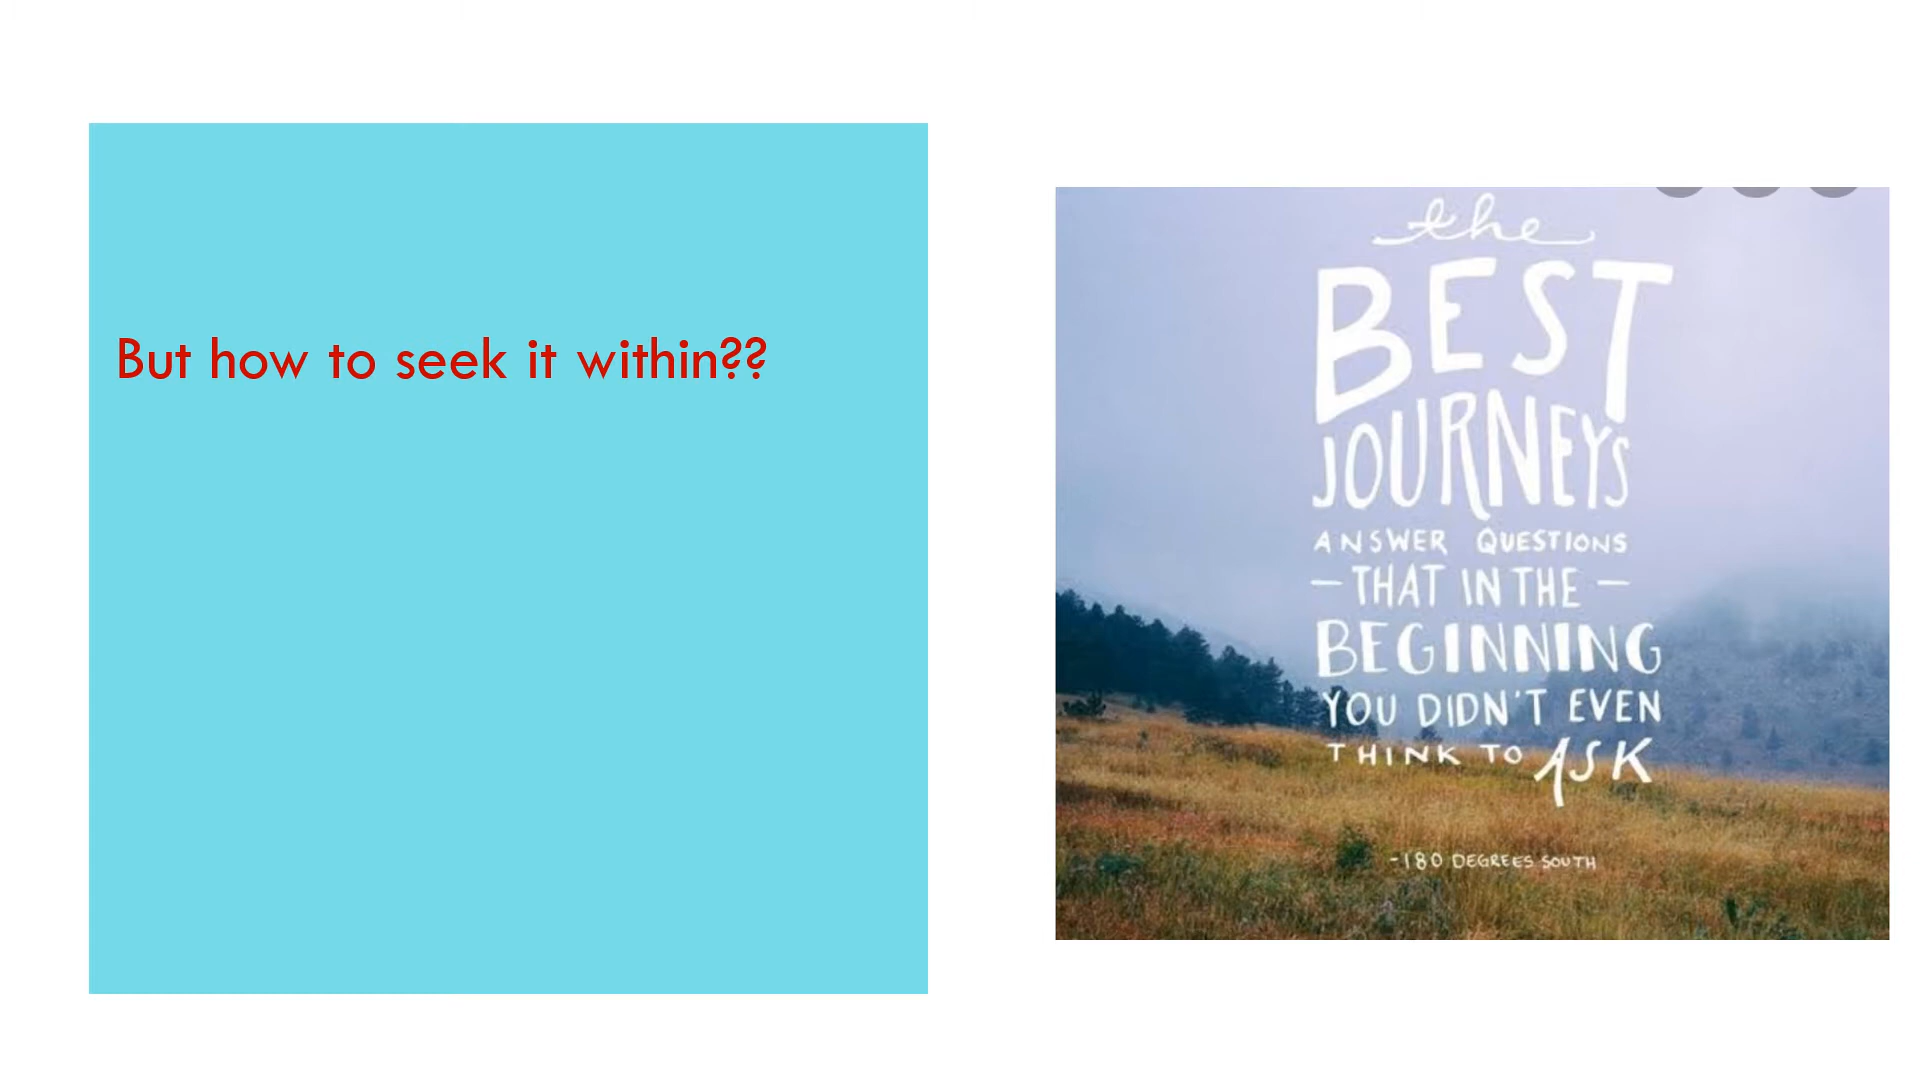 But how to seek it within??
the
BEST
JOURNEYS
ANSWER QUESTIONS
- THAT IN THE -
BEGINNING
YOU DIDN'T EVEN
THINK TO ASK
-180 DEGREES SOUTH